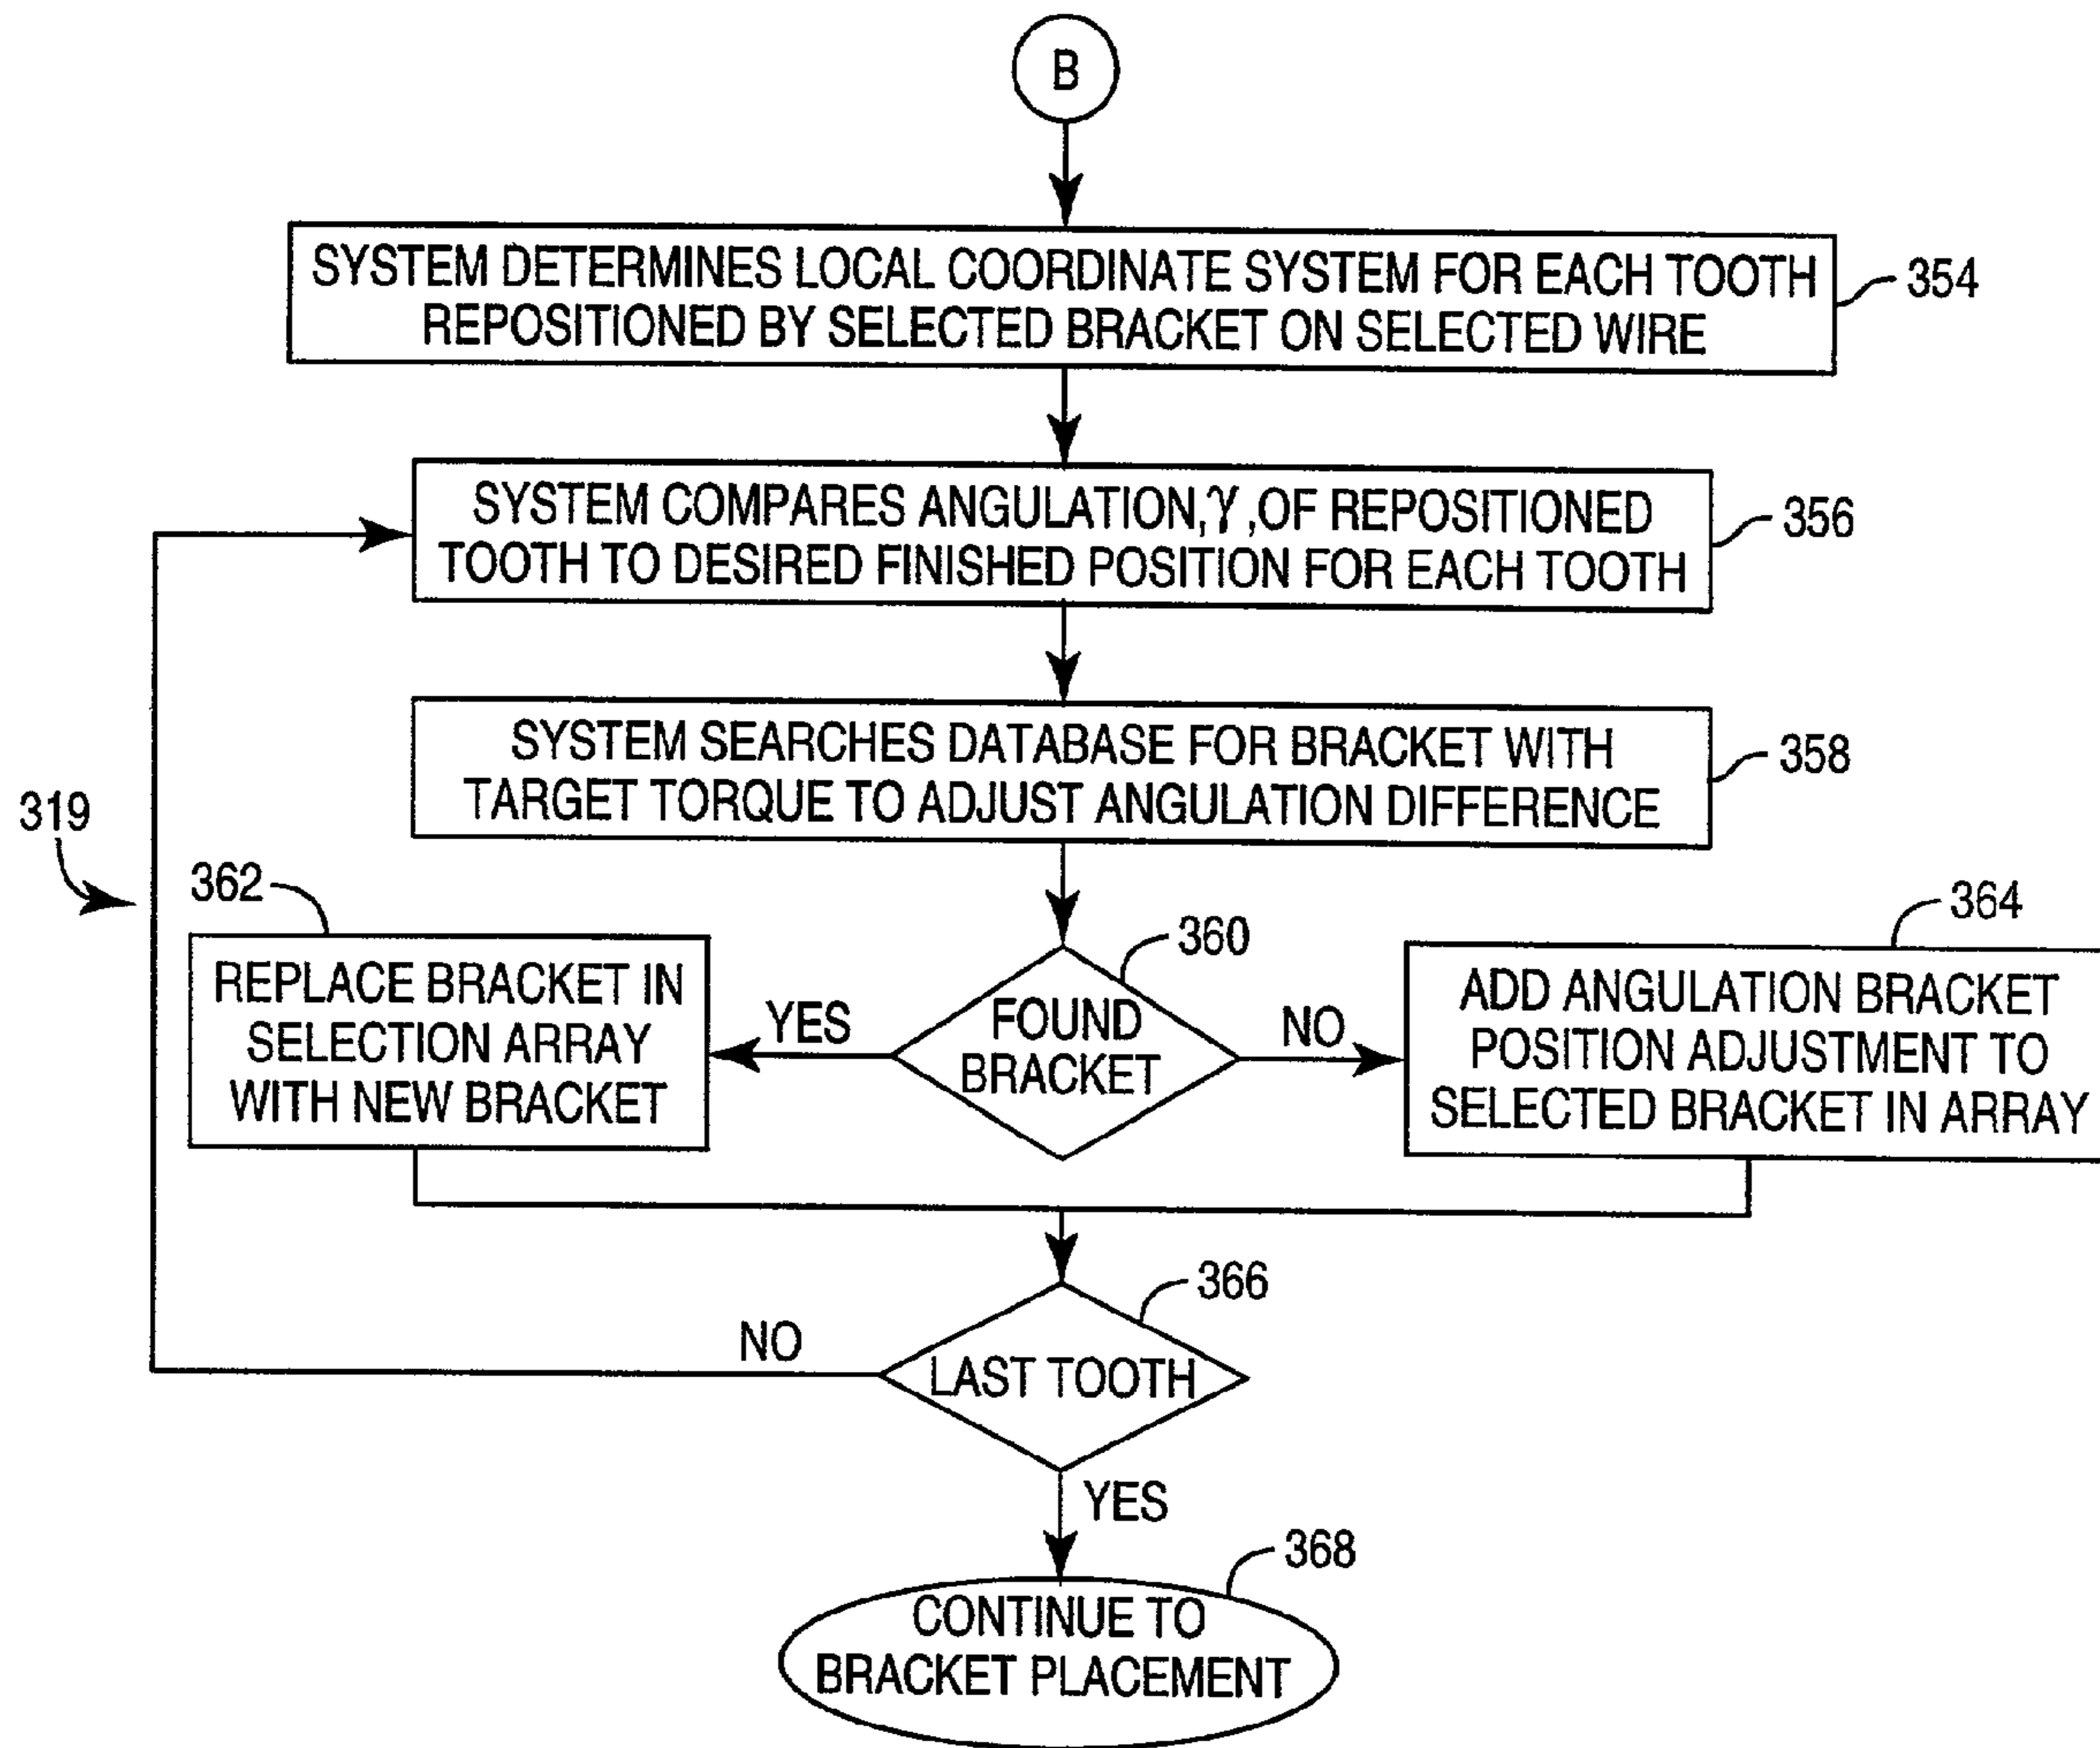 B
SYSTEM DETERMINES LOCAL COORDINATE SYSTEM FOR EACH TOOTH
REPOSITIONED BY SELECTED BRACKET ON SELECTED WIRE
354
SYSTEM COMPARES ANGULATION,γ,OF REPOSITIONED
TOOTH TO DESIRED FINISHED POSITION FOR EACH TOOTH
356
SYSTEM SEARCHES DATABASE FOR BRACKET WITH
TARGET TORQUE TO ADJUST ANGULATION DIFFERENCE
358
319
362
REPLACE BRACKET IN
SELECTION ARRAY
WITH NEW BRACKET
YES
360
FOUND
BRACKET
NO
364
ADD ANGULATION BRACKET
POSITION ADJUSTMENT TO
SELECTED BRACKET IN ARRAY
366
NO
LAST TOOTH
YES
368
CONTINUE TO
BRACKET PLACEMENT